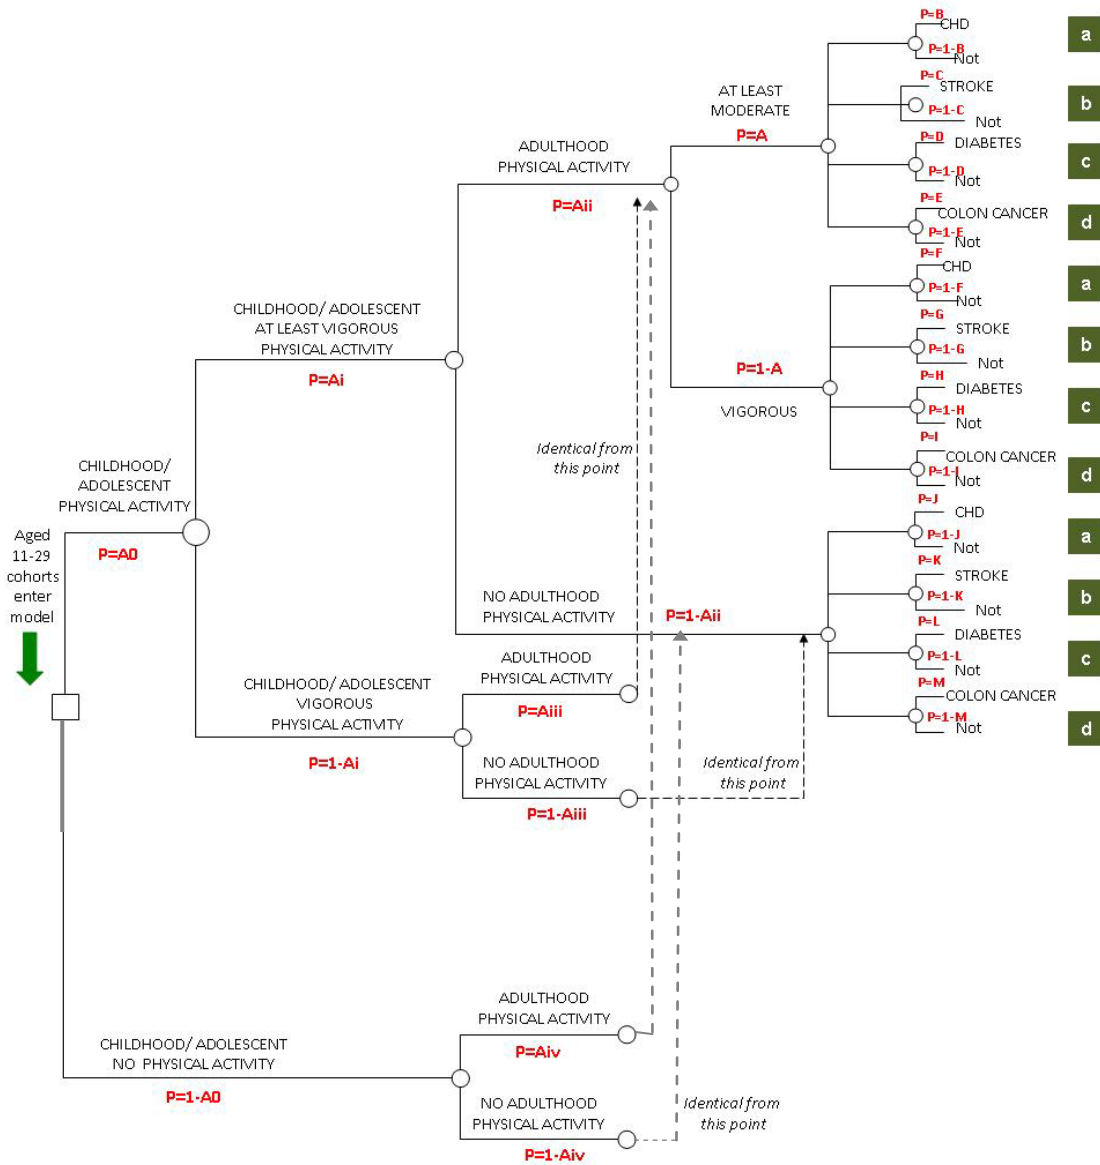 Aged
11-29
cohorts
enter
model
CHILDHOOD/
ADOLESCENT
PHYSICAL ACTIVITY
P=A0
CHILDHOOD/ ADOLESCENT
AT LEAST VIGOROUS
PHYSICAL ACTIVITY
P=Ai
ADULTHOOD
PHYSICAL ACTIVITY
P=Aii
AT LEAST
MODERATE
P=A
P=B
CHD
P=1-B
Not
a
P=C
STROKE
P=1-C
Not
b
P=D
DIABETES
P=1-D
Not
c
P=E
COLON CANCER
P=1-E
Not
d
P=1-A
VIGOROUS
P=F
CHD
P=1-F
Not
a
P=G
STROKE
P=1-G
Not
b
P=H
DIABETES
P=1-H
Not
c
P=I
COLON CANCER
P=1-I
Not
d
Identical from
this point
NO ADULTHOOD
PHYSICAL ACTIVITY
P=1-Aii
P=J
CHD
P=1-J
Not
a
P=K
STROKE
P=1-K
Not
b
P=L
DIABETES
P=1-L
Not
c
P=M
COLON CANCER
P=1-M
Not
d
CHILDHOOD/ ADOLESCENT
VIGOROUS
PHYSICAL ACTIVITY
P=1-Ai
ADULTHOOD
PHYSICAL ACTIVITY
P=Aiii
NO ADULTHOOD
PHYSICAL ACTIVITY
P=1-Aiii
Identical from
this point
CHILDHOOD/ ADOLESCENT
NO PHYSICAL ACTIVITY
P=1-A0
ADULTHOOD
PHYSICAL ACTIVITY
P=Aiv
NO ADULTHOOD
PHYSICAL ACTIVITY
P=1-Aiv
Identical from
this point